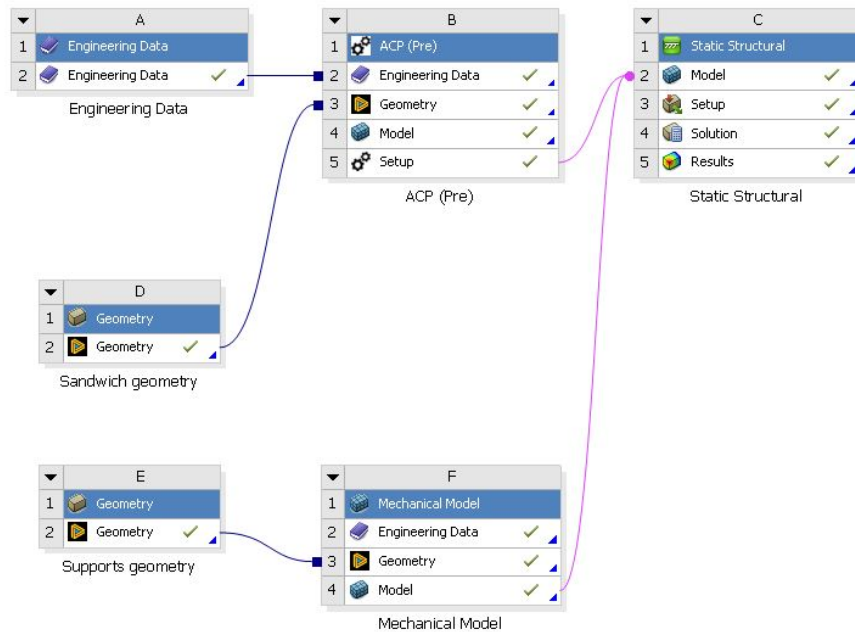 A
1 Engineering Data
2 Engineering Data
Engineering Data
B
1 ACP (Pre)
2 Engineering Data
3 Geometry
4 Model
5 Setup
ACP (Pre)
C
1 Static Structural
2 Model
3 Setup
4 Solution
5 Results
Static Structural
D
1 Geometry
2 Geometry
Sandwich geometry
E
1 Geometry
2 Geometry
Supports geometry
F
1 Mechanical Model
2 Engineering Data
3 Geometry
4 Model
Mechanical Model